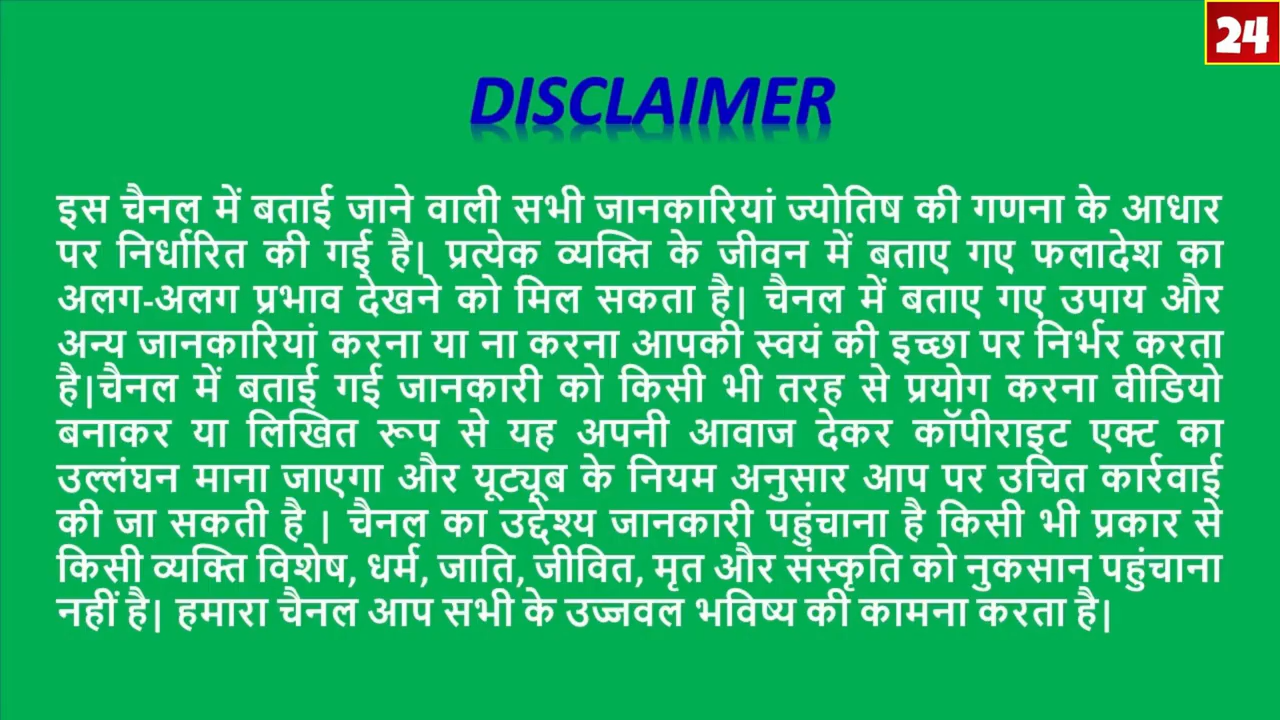 24
DISCLAIMER
इस चैनल में बताई जाने वाली सभी जानकारियां ज्योतिष की गणना के आधार
पर निर्धारित की गई है| प्रत्येक व्यक्ति के जीवन में बताए गए फलादेश का
अलग-अलग प्रभाव देखने को मिल सकता है| चैनल में बताए गए उपाय और
अन्य जानकारियां करना या ना करना आपकी स्वयं की इच्छा पर निर्भर करता
है|चैनल में बताई गई जानकारी को किसी भी तरह से प्रयोग करना वीडियो
बनाकर या लिखित रूप से यह अपनी आवाज देकर कॉपीराइट एक्ट का
उल्लंघन माना जाएगा और यूट्यूब के नियम अनुसार आप पर उचित कार्रवाई
की जा सकती है | चैनल का उद्देश्य जानकारी पहुंचाना है किसी भी प्रकार से
किसी व्यक्ति विशेष, धर्म, जाति, जीवित, मृत और संस्कृति को नुकसान पहुंचाना
नहीं है| हमारा चैनल आप सभी के उज्जवल भविष्य की कामना करता है|